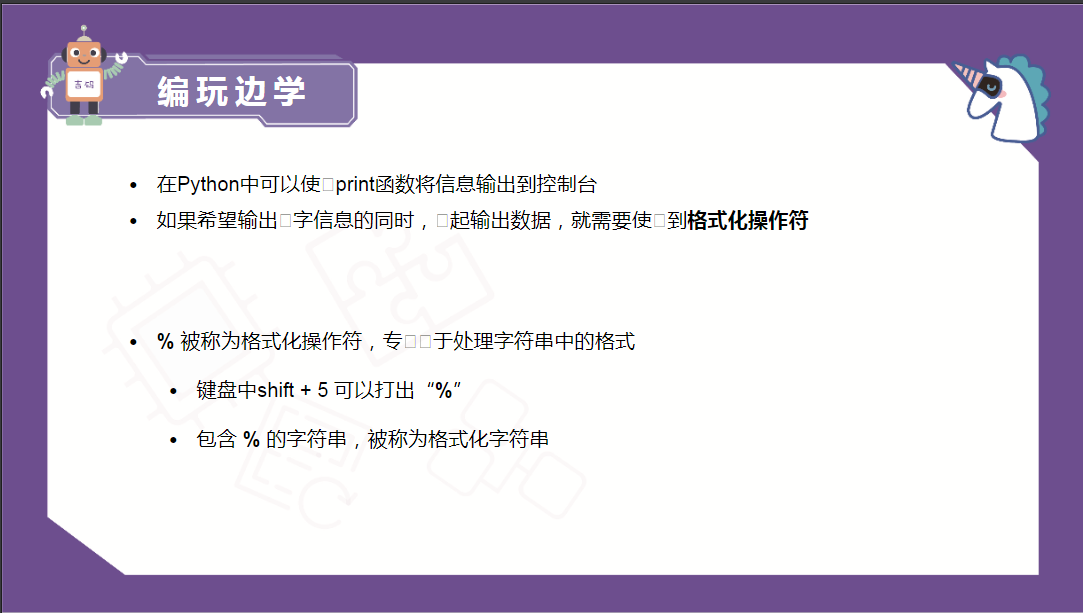 吉码
编玩边学
在Python中可以使□print函数将信息输出到控制台
如果希望输出□字信息的同时，□起输出数据，就需要使□到格式化操作符
% 被称为格式化操作符，专□□于处理字符串中的格式
键盘中shift + 5 可以打出“%”
包含 % 的字符串，被称为格式化字符串